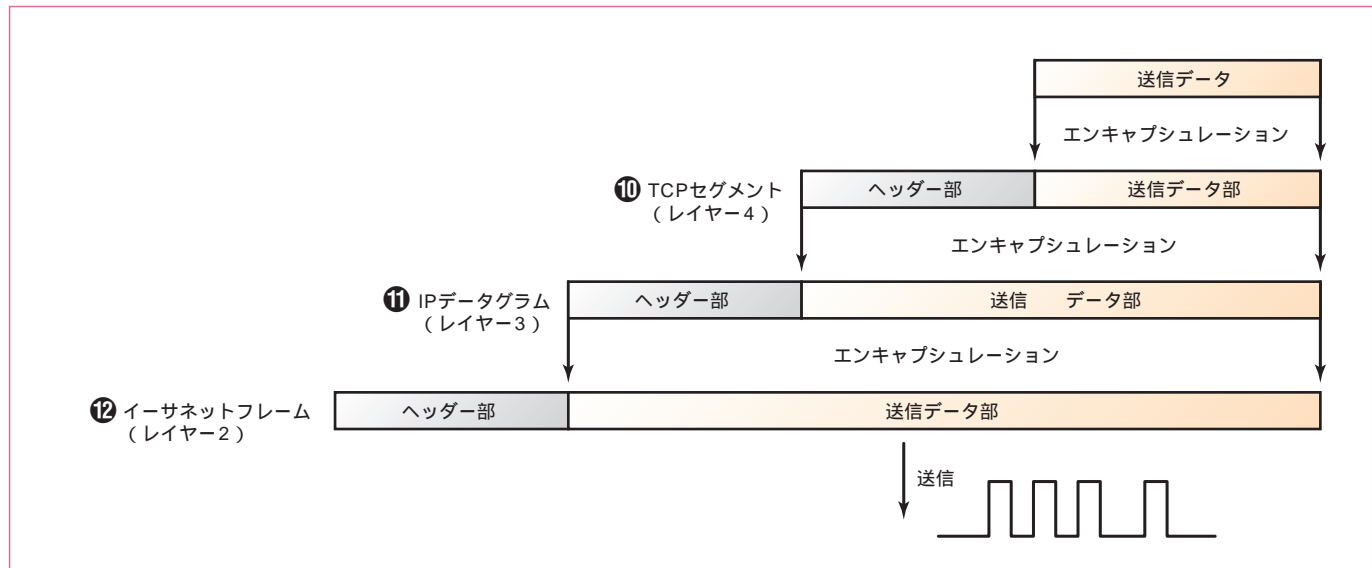 送信データ
エンキャプシュレーション
⓾ TCPセグメント
（レイヤー4）
ヘッダー部
送信データ部
エンキャプシュレーション
⓫ IPデータグラム
（レイヤー3）
ヘッダー部
送信 データ部
エンキャプシュレーション
⓬ イーサネットフレーム
（レイヤー2）
ヘッダー部
送信データ部
送信